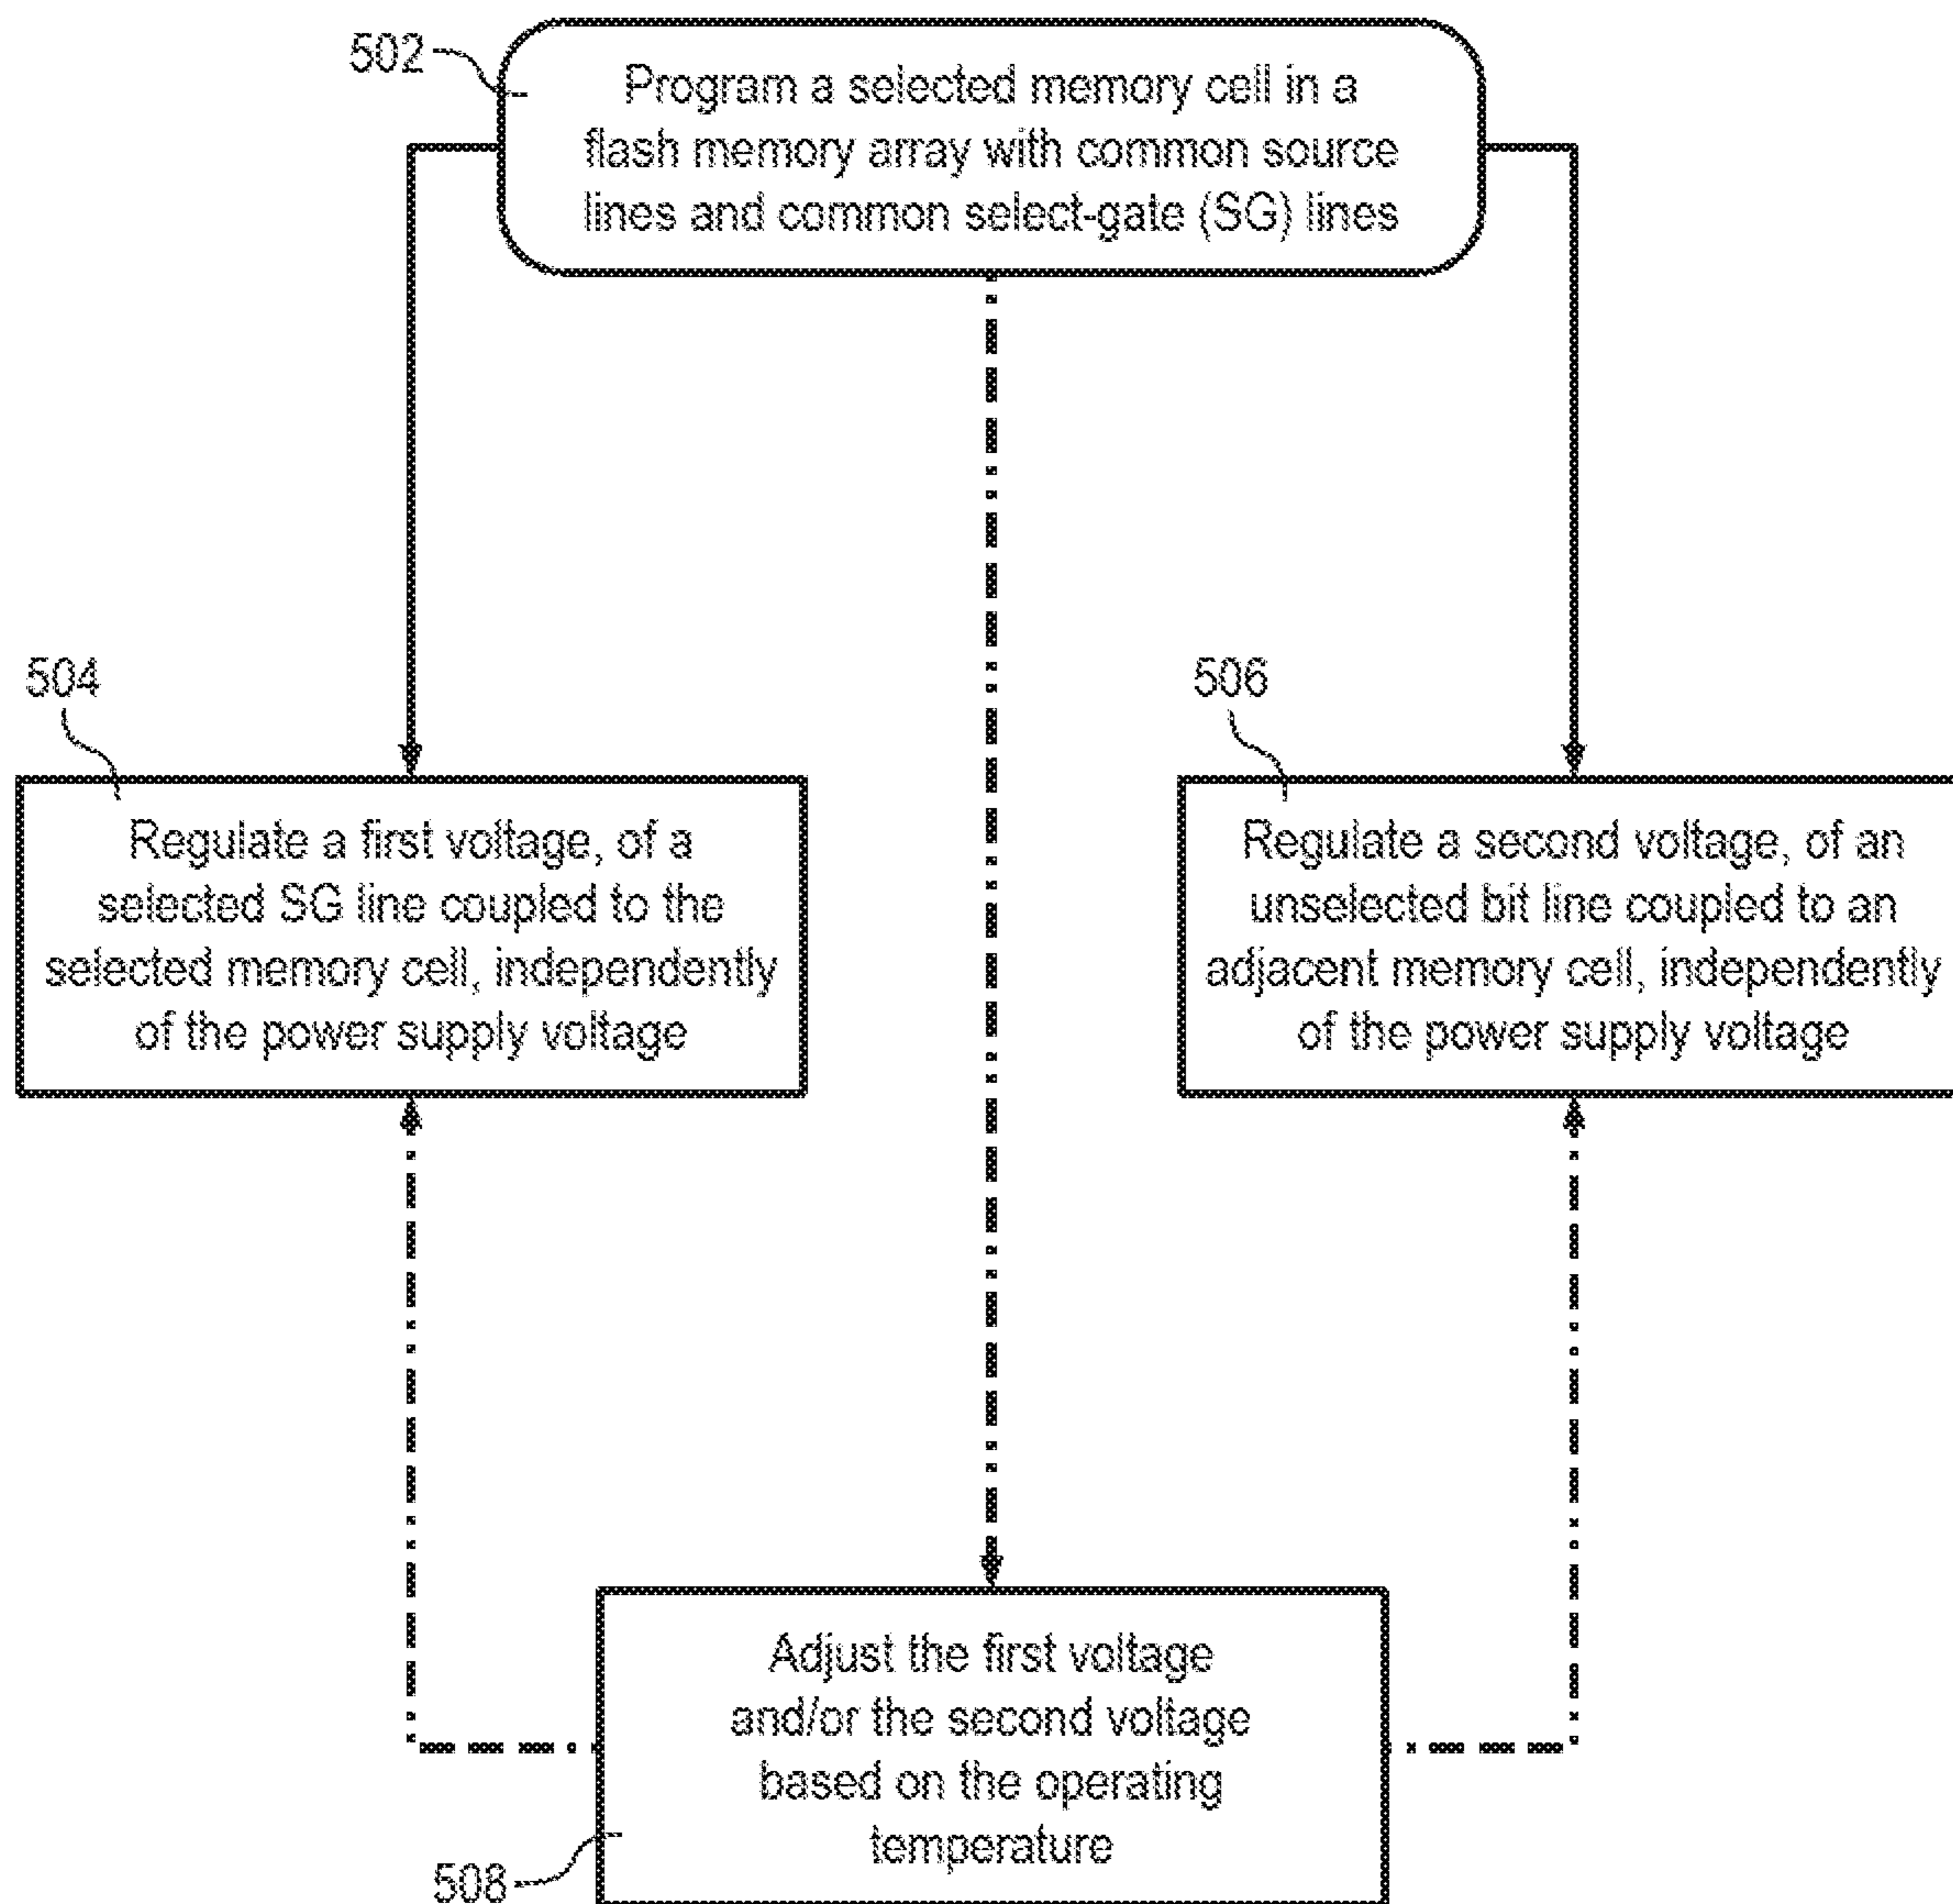 502
Program a selected memory cell in a
flash memory array with common source
lines and common select-gate (SG) lines
504
Regulate a first voltage, of a
selected SG line coupled to the
selected memory cell, independently
of the power supply voltage
506
Regulate a second voltage, of an
unselected bit line coupled to an
adjacent memory cell, independently
of the power supply voltage
Adjust the first voltage
and/or the second voltage
based on the operating
temperature
508